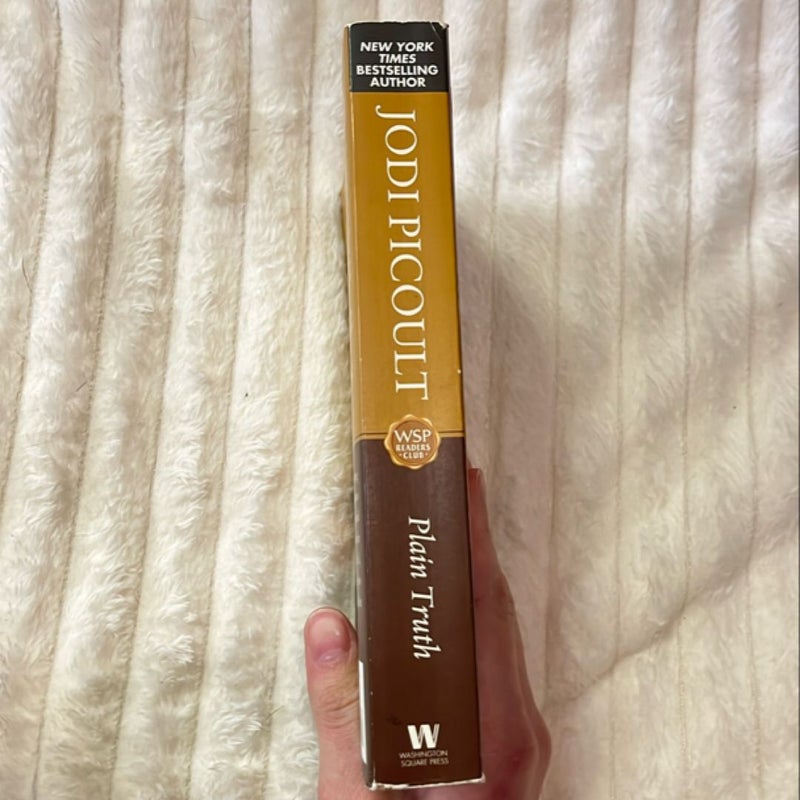 NEW YORK
TIMES
BESTSELLING
AUTHOR
JODI PICOULT
WSP
READERS
•CLUB•
Plain Truth
W
WASHINGTON
SQUARE PRESS